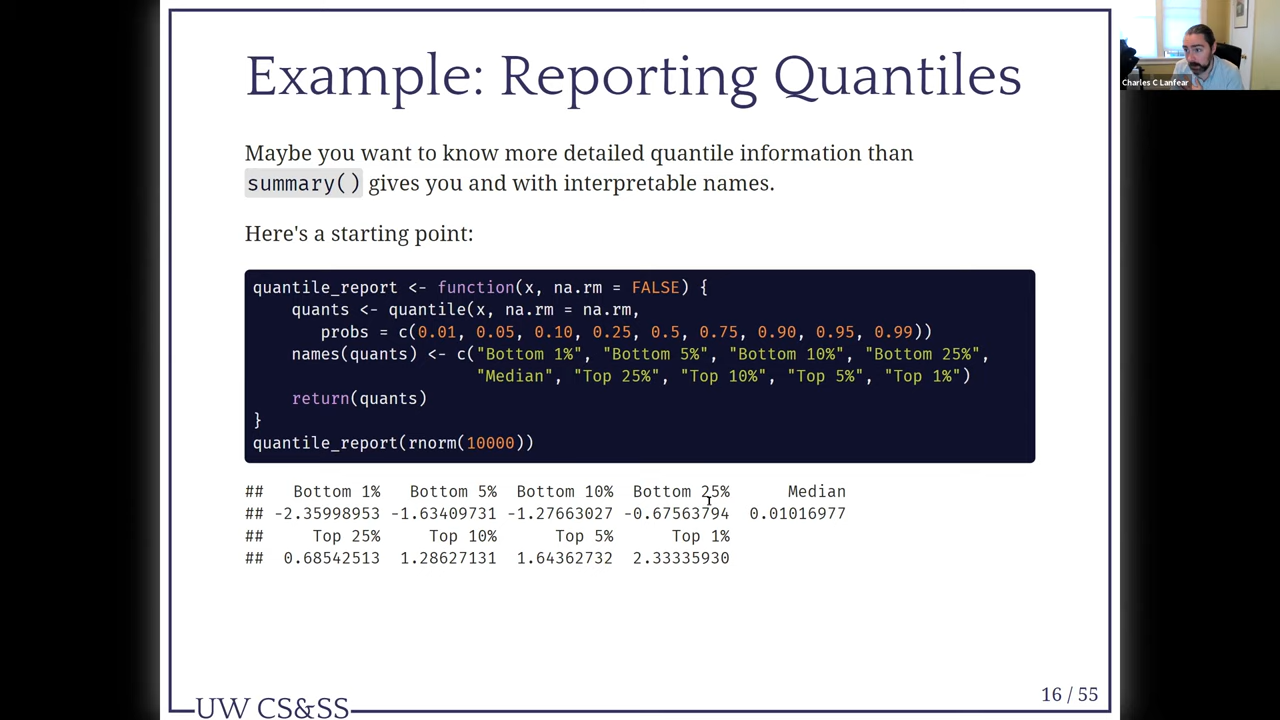 Example: Reporting Quantiles
Charles C Lanfear
Maybe you want to know more detailed quantile information than
summary() gives you and with interpretable names.
Here's a starting point:
quantile_report <- function(x, na.rm = FALSE) {
    quants <- quantile(x, na.rm = na.rm,
       probs = c(0.01, 0.05, 0.10, 0.25, 0.5, 0.75, 0.90, 0.95, 0.99))
    names(quants) <- c("Bottom 1%", "Bottom 5%", "Bottom 10%", "Bottom 25%",
                       "Median", "Top 25%", "Top 10%", "Top 5%", "Top 1%")
    return(quants)
}
quantile_report(rnorm(10000))
##   Bottom 1%   Bottom 5%  Bottom 10%  Bottom 25%      Median
## -2.35998953 -1.63409731 -1.27663027 -0.67563794  0.01016977
##     Top 25%     Top 10%      Top 5%      Top 1%
##  0.68542513  1.28627131  1.64362732  2.33335930
16 / 55
UW CS&SS